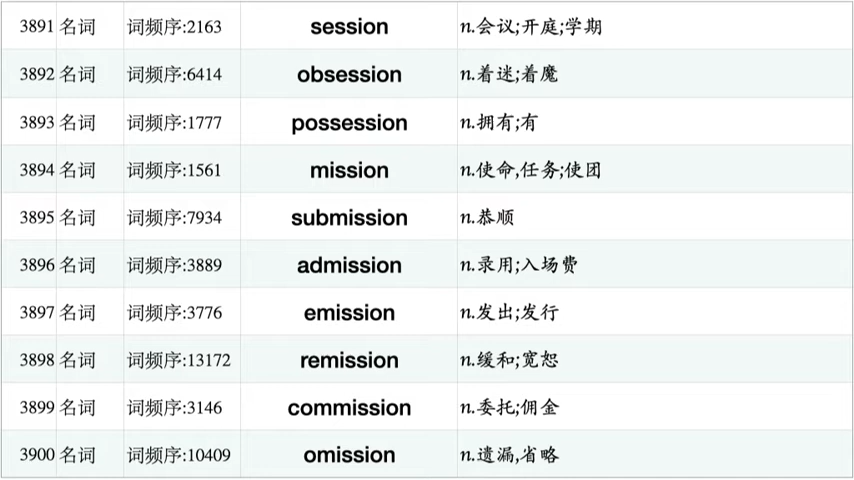 3891 名词 词频序:2163 session n.会议;开庭;学期
3892 名词 词频序:6414 obsession n.着迷;着魔
3893 名词 词频序:1777 possession n.拥有;有
3894 名词 词频序:1561 mission n.使命,任务;使团
3895 名词 词频序:7934 submission n.恭顺
3896 名词 词频序:3889 admission n.录用;入场费
3897 名词 词频序:3776 emission n.发出;发行
3898 名词 词频序:13172 remission n.缓和;宽恕
3899 名词 词频序:3146 commission n.委托;佣金
3900 名词 词频序:10409 omission n.遗漏,省略